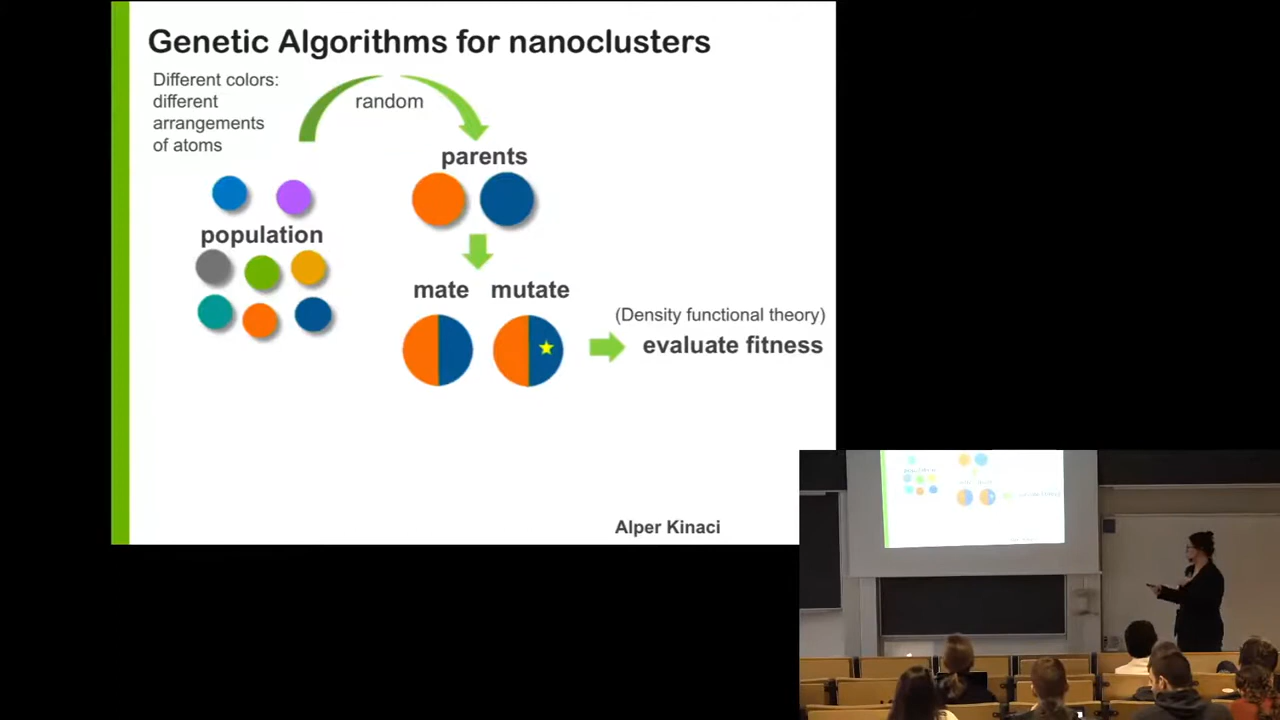 Genetic Algorithms for nanoclusters
Different colors:
different
arrangements
of atoms
random
parents
population
mate mutate
(Density functional theory)
evaluate fitness
Alper Kinaci